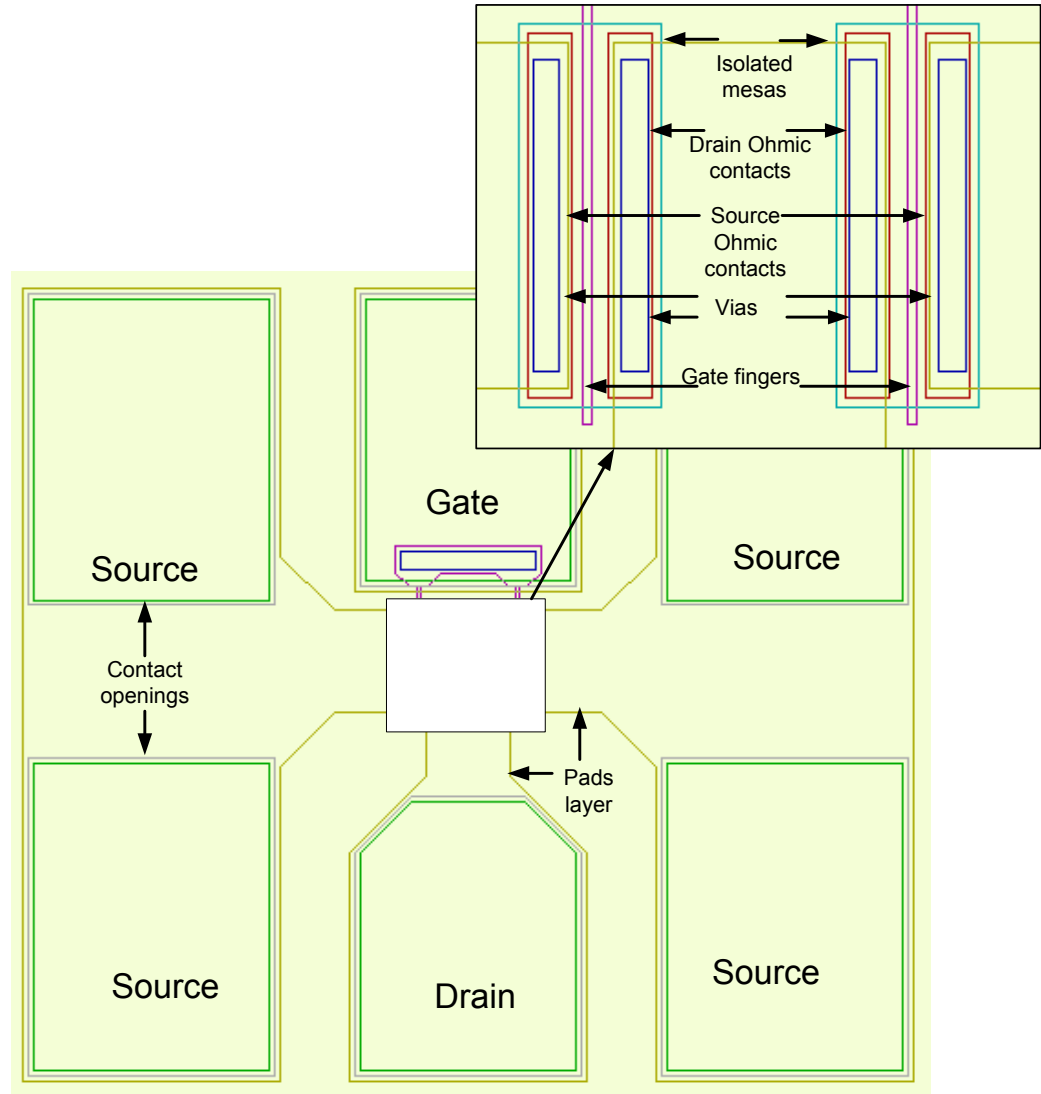 Isolated
mesas
Drain Ohmic
contacts
Source
Ohmic
contacts
Vias
Gate fingers
Gate
Source
Source
Contact
openings
Pads
layer
Source
Drain
Source